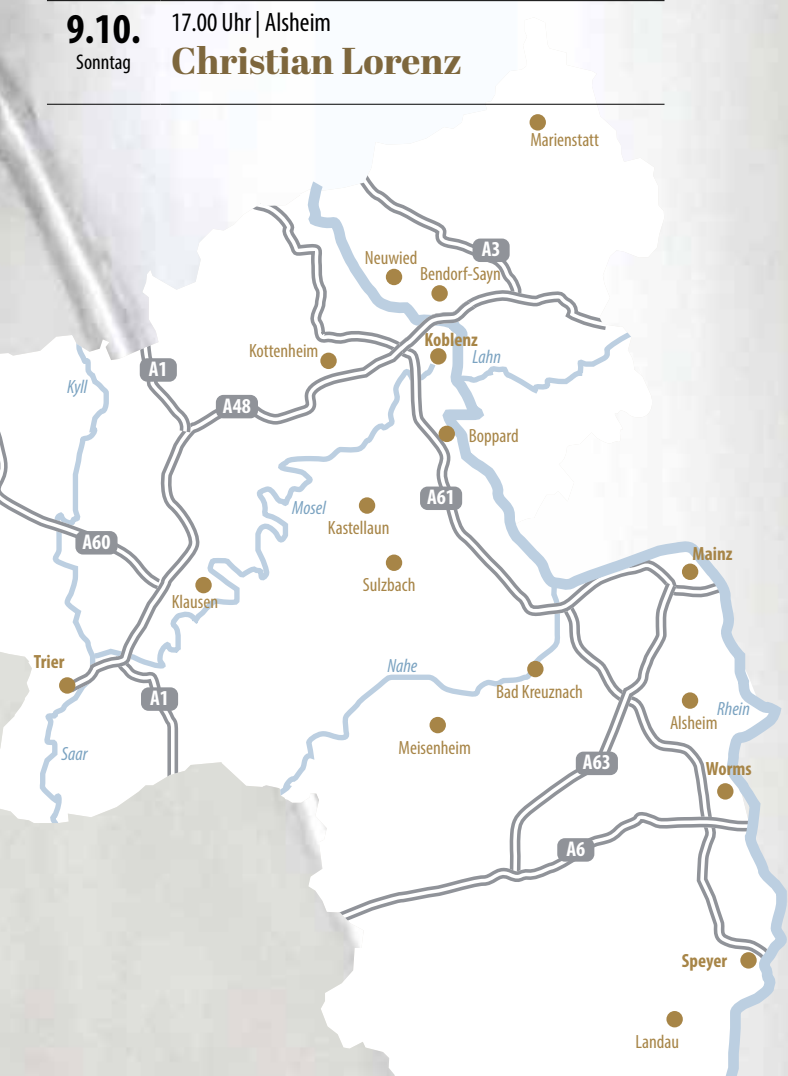 9.10.
Sonntag
17.00 Uhr | Alsheim
Christian Lorenz
Marienstatt
A3
Neuwied
Bendorf-Sayn
Koblenz
Kottenheim
Lahn
A1
Kyll
A48
Boppard
A61
Mosel
Kastellaun
A60
Mainz
Sulzbach
Klausen
Trier
Nahe
Bad Kreuznach
A1
Alsheim
Rhein
Meisenheim
Saar
A63
Worms
A6
Speyer
Landau